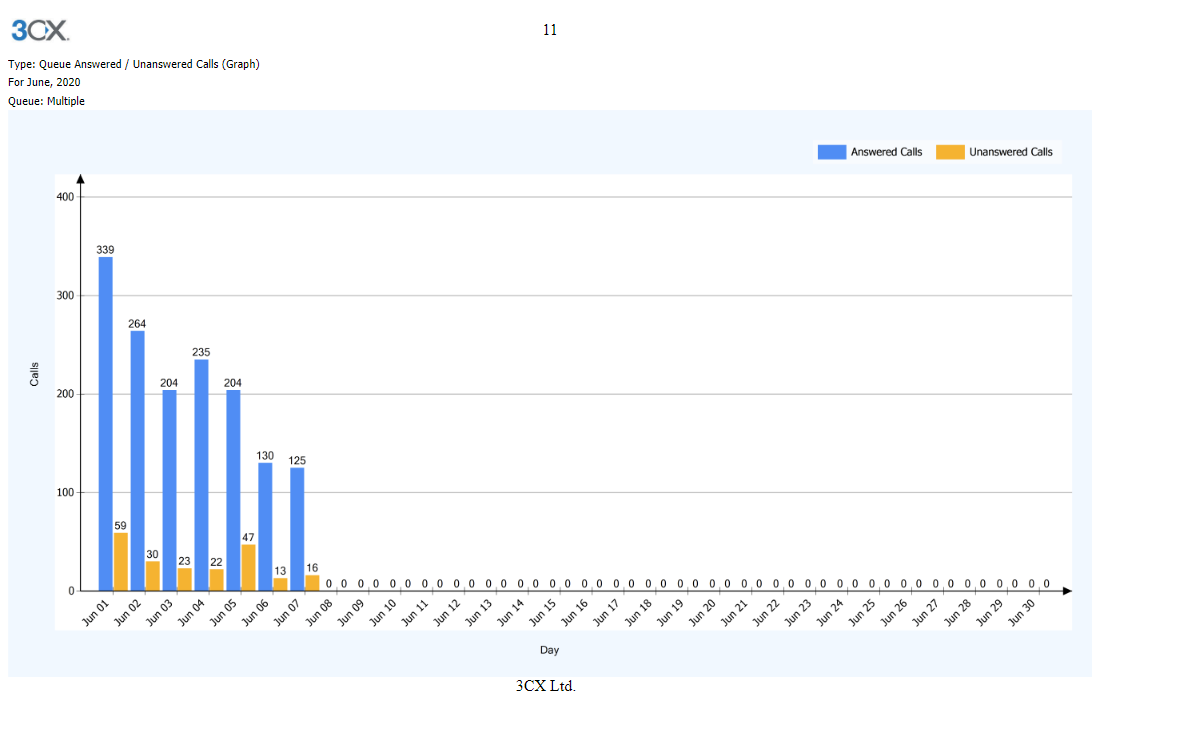 3CX.
11
Type: Queue Answered / Unanswered Calls (Graph)
For June, 2020
Queue: Multiple
Answered Calls Unanswered Calls
400
300
200
100
0
Calls
339 264 204 235 204 130 125
59 30 23 22 47 13 16
0 0 0 0 0 0 0 0 0 0 0 0 0 0 0 0 0 0 0 0 0 0 0 0 0 0 0 0 0 0 0 0 0 0 0 0 0 0 0 0 0 0 0 0 0 0
Jun 01 Jun 02 Jun 03 Jun 04 Jun 05 Jun 06 Jun 07 Jun 08 Jun 09 Jun 10 Jun 11 Jun 12 Jun 13 Jun 14 Jun 15 Jun 16 Jun 17 Jun 18 Jun 19 Jun 20 Jun 21 Jun 22 Jun 23 Jun 24 Jun 25 Jun 26 Jun 27 Jun 28 Jun 29 Jun 30
Day
3CX Ltd.